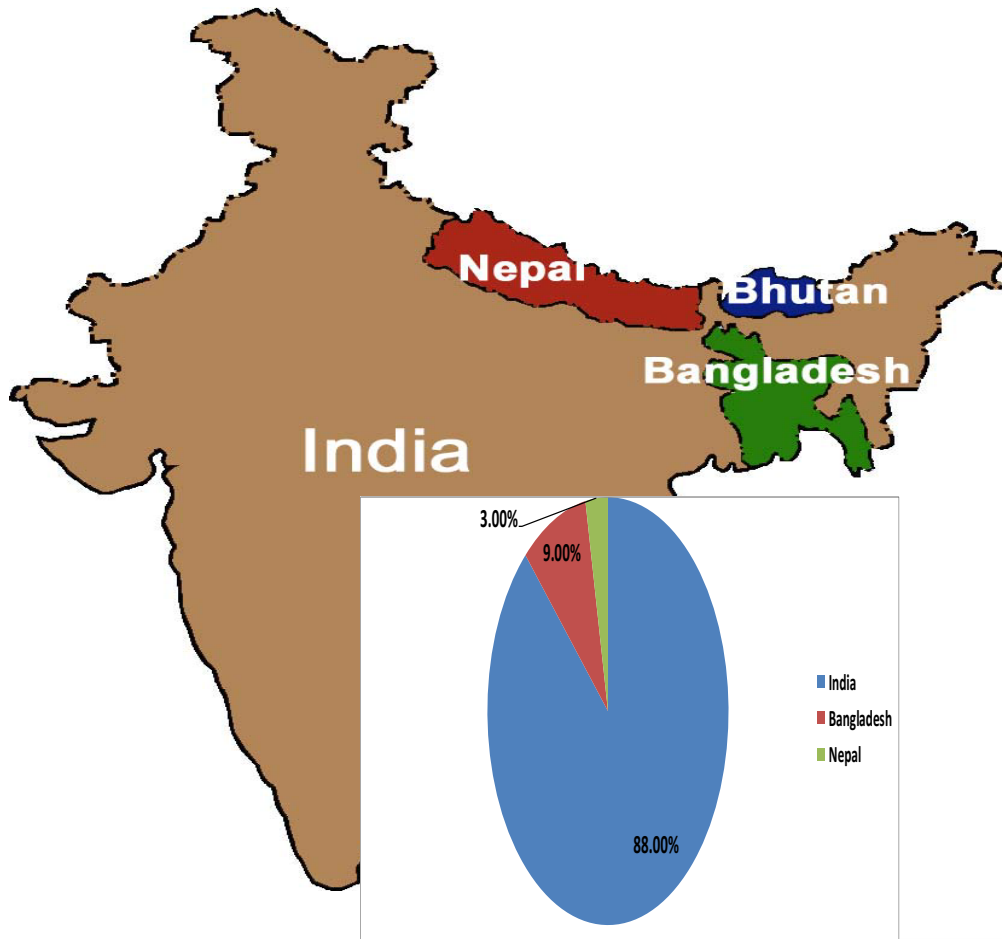 Nepal
Bhutan
Bangladesh
India
3.00%
9.00%
India
Bangladesh
Nepal
88.00%